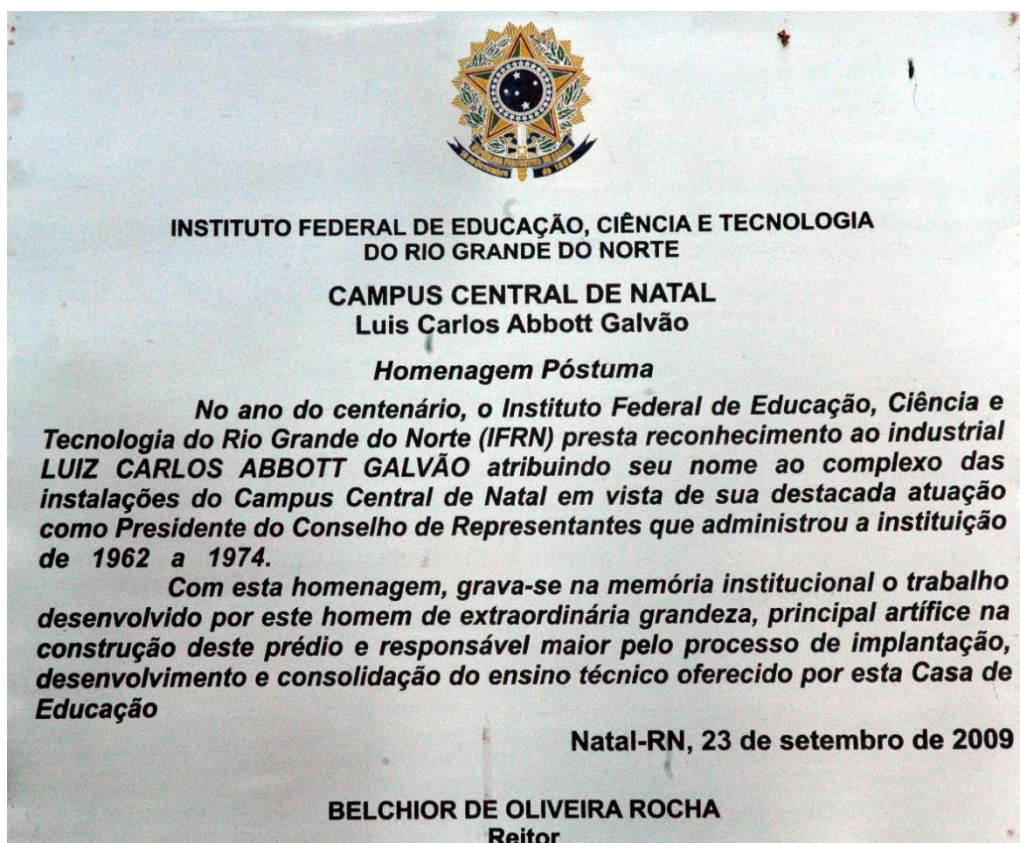 INSTITUTO FEDERAL DE EDUCAÇÃO, CIÊNCIA E TECNOLOGIA
DO RIO GRANDE DO NORTE
CAMPUS CENTRAL DE NATAL
Luis Carlos Abbott Galvão
Homenagem Póstuma
No ano do centenário, o Instituto Federal de Educação, Ciência e
Tecnologia do Rio Grande do Norte (IFRN) presta reconhecimento ao industrial
LUIZ CARLOS ABBOTT GALVÃO atribuindo seu nome ao complexo das
instalações do Campus Central de Natal em vista de sua destacada atuação
como Presidente do Conselho de Representantes que administrou a instituição
de 1962 a 1974.
Com esta homenagem, grava-se na memória institucional o trabalho
desenvolvido por este homem de extraordinária grandeza, principal artífice na
construção deste prédio e responsável maior pelo processo de implantação,
desenvolvimento e consolidação do ensino técnico oferecido por esta Casa de
Educação
Natal-RN, 23 de setembro de 2009
BELCHIOR DE OLIVEIRA ROCHA
Reitor